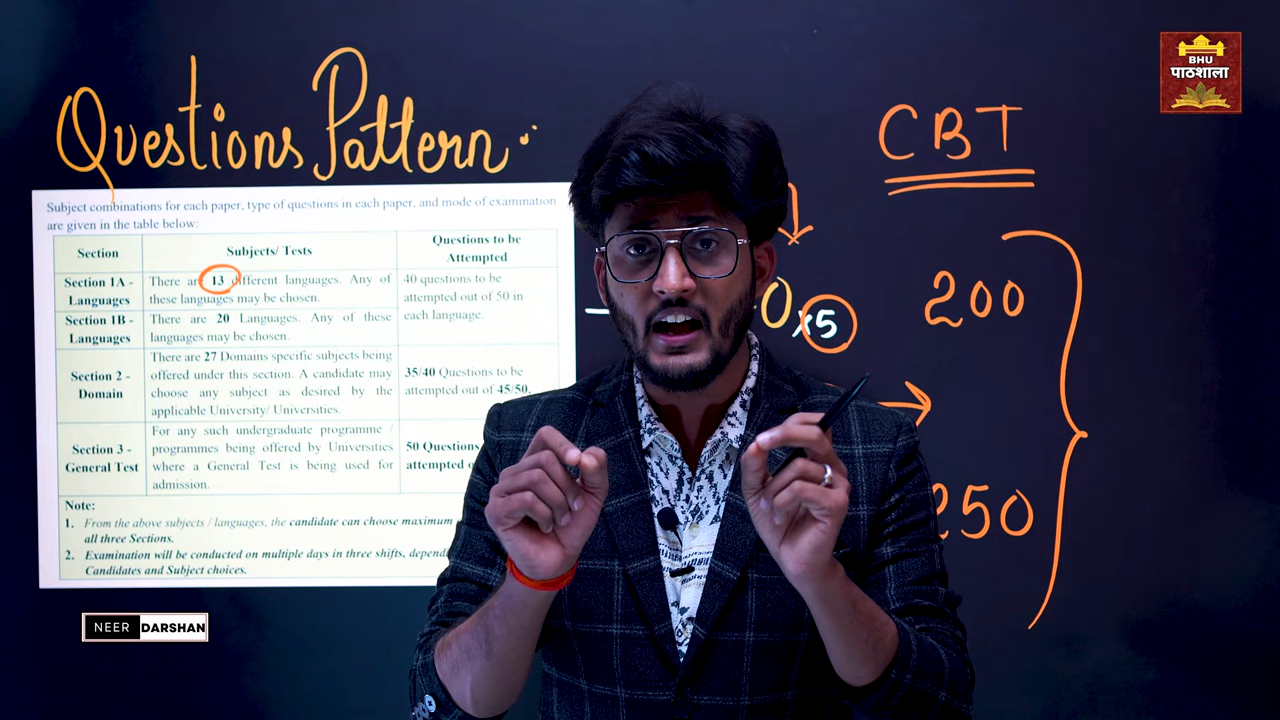 Questions Pattern
CBT
BHU
पाठशाला
Subject combinations for each paper, type of questions in each paper, and mode of examination
are given in the table below:
Section
Subjects/ Tests
Questions to be
Attempted
Section 1A -
Languages
There are 13 different languages. Any of
these languages may be chosen.
40 questions to be
attempted out of 50 in
each language.
Section 1B -
Languages
There are 20 Languages. Any of these
languages may be chosen.
Section 2 -
Domain
There are 27 Domains specific subjects being
offered under this section. A candidate may
choose any subject as desired by the
applicable University/ Universities.
35/40 Questions to be
attempted out of 45/50.
Section 3 -
General Test
For any such undergraduate programme /
programmes being offered by Universities
where a General Test is being used for
admission.
50 Questions
attempted
Note:
1. From the above subjects / languages, the candidate can choose maximum
all three Sections.
2. Examination will be conducted on multiple days in three shifts,
Candidates and Subject choices.
0x5
200
250
NEER DARSHAN